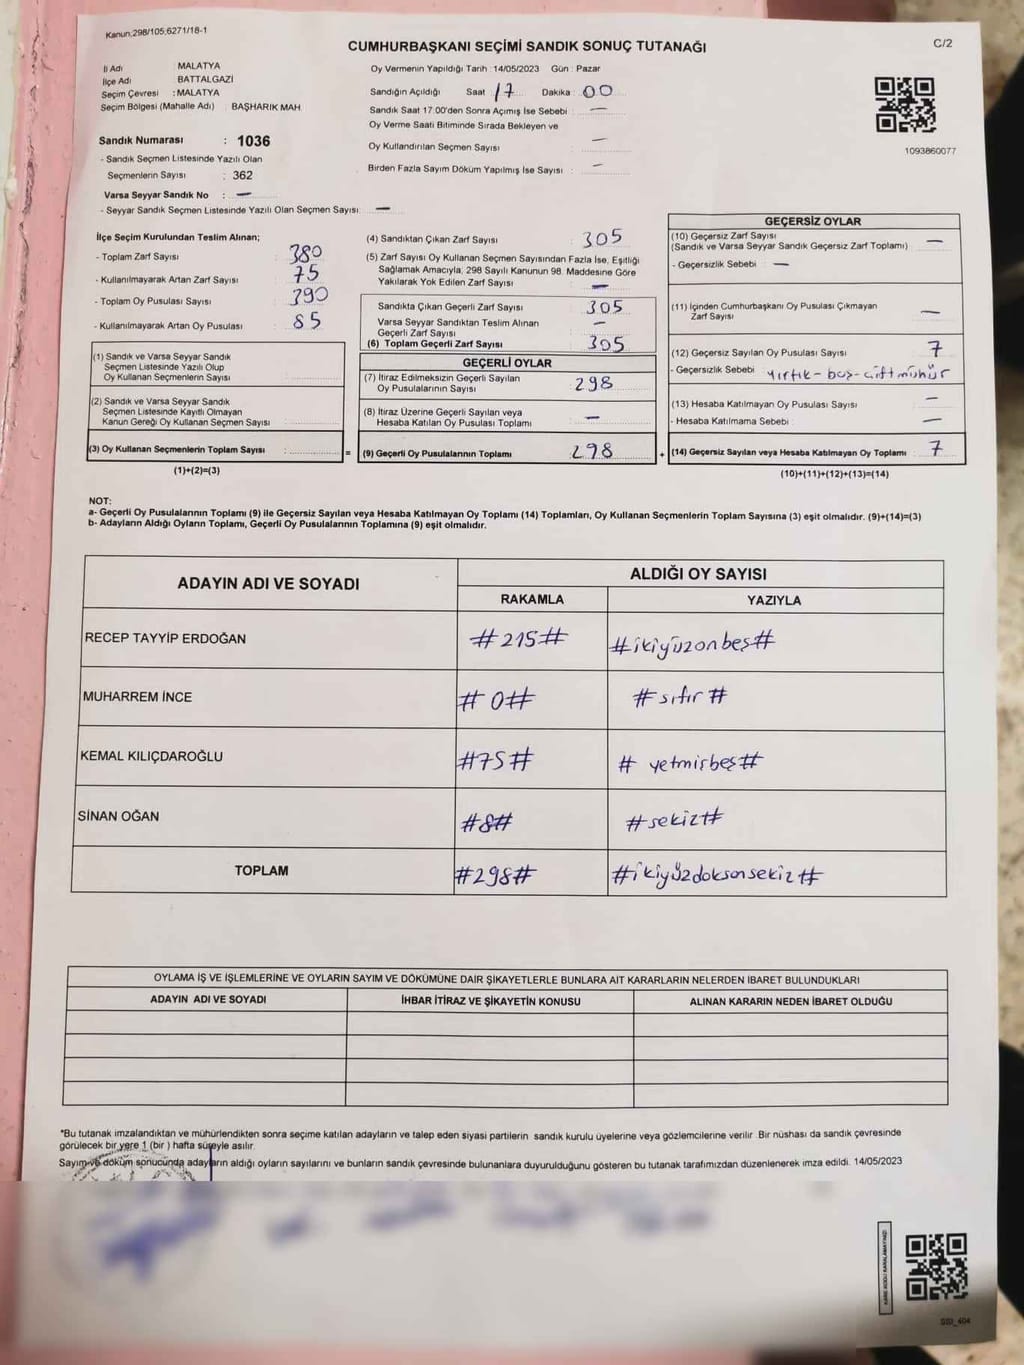 Kanun.298/105;6271/18-1
CUMHURBAŞKANI SEÇİMİ SANDIK SONUÇ TUTANAĞI
C/2
İl Adı : MALATYA
İlçe Adı : BATTALGAZİ
Seçim Çevresi : MALATYA
Seçim Bölgesi (Mahalle Adı) : BAŞHARIK MAH.
Oy Vermenin Yapıldığı Tarih : 14/05/2023 Gün : Pazar
Sandığın Açıldığı Saat : 17 Dakika : 00
Sandık Saat 17:00'den Sonra Açımış İse Sebebi : —
Oy Verme Saati Bitiminde Sırada Bekleyen ve
Oy Kullandırılan Seçmen Sayısı : —
Birden Fazla Sayım Döküm Yapılmış İse Sayısı : —
1093860077
Sandık Numarası : 1036
- Sandık Seçmen Listesinde Yazılı Olan
Seçmenlerin Sayısı : 362
Varsa Seyyar Sandık No : —
- Seyyar Sandık Seçmen Listesinde Yazılı Olan Seçmen Sayısı: —
İlçe Seçim Kurulundan Teslim Alınan;
- Toplam Zarf Sayısı : 380
- Kullanılmayarak Artan Zarf Sayısı : 75
- Toplam Oy Pusulası Sayısı : 390
- Kullanılmayarak Artan Oy Pusulası : 85
(1) Sandık ve Varsa Seyyar Sandık
Seçmen Listesinde Yazılı Olup
Oy Kullanan Seçmenlerin Sayısı :
(2) Sandık ve Varsa Seyyar Sandık
Seçmen Listesinde Kayıtlı Olmayan
Kanun Gereği Oy Kullanan Seçmen Sayısı :
(3) Oy Kullanan Seçmenlerin Toplam Sayısı : =
(1)+(2)=(3)
(4) Sandıktan Çıkan Zarf Sayısı : 305
(5) Zarf Sayısı Oy Kullanan Seçmen Sayısından Fazla İse, Eşitliği
Sağlamak Amacıyla, 298 Sayılı Kanunun 98. Maddesine Göre
Yakılarak Yok Edilen Zarf Sayısı : —
Sandıkta Çıkan Geçerli Zarf Sayısı : 305
Varsa Seyyar Sandıktan Teslim Alınan
Geçerli Zarf Sayısı : —
(6) Toplam Geçerli Zarf Sayısı : 305
GEÇERLİ OYLAR
(7) İtiraz Edilmeksizin Geçerli Sayılan
Oy Pusulalarının Sayısı : 298
(8) İtiraz Üzerine Geçerli Sayılan veya
Hesaba Katılan Oy Pusulası Toplamı : —
(9) Geçerli Oy Pusulalarının Toplamı : 298 +
GEÇERSİZ OYLAR
(10) Geçersiz Zarf Sayısı
(Sandık ve Varsa Seyyar Sandık Geçersiz Zarf Toplamı) : —
- Geçersizlik Sebebi : —
(11) İçinden Cumhurbaşkanı Oy Pusulası Çıkmayan
Zarf Sayısı : —
(12) Geçersiz Sayılan Oy Pusulası Sayısı : 7
- Geçersizlik Sebebi : yırtık-boş-çift mühür
(13) Hesaba Katılmayan Oy Pusulası Sayısı : —
- Hesaba Katılmama Sebebi : —
(14) Geçersiz Sayılan veya Hesaba Katılmayan Oy Toplamı : 7
(10)+(11)+(12)+(13)=(14)
NOT:
a- Geçerli Oy Pusulalarının Toplamı (9) ile Geçersiz Sayılan veya Hesaba Katılmayan Oy Toplamı (14) Toplamları, Oy Kullanan Seçmenlerin Toplam Sayısına (3) eşit olmalıdır. (9)+(14)=(3)
b- Adayların Aldığı Oyların Toplamı, Geçerli Oy Pusulalarının Toplamına (9) eşit olmalıdır.
ADAYIN ADI VE SOYADI
ALDIĞI OY SAYISI
RAKAMLA YAZIYLA
RECEP TAYYİP ERDOĞAN #215# #ikiyüzonbeş#
MUHARREM İNCE #0# #sıfır#
KEMAL KILIÇDAROĞLU #75# #yetmişbeş#
SİNAN OĞAN #8# #sekiz#
TOPLAM #298# #ikiyüzdoksansekiz#
OYLAMA İŞ VE İŞLEMLERİNE VE OYLARIN SAYIM VE DÖKÜMÜNE DAİR ŞİKAYETLERLE BUNLARA AİT KARARLARIN NELERDEN İBARET BULUNDUKLARI
ADAYIN ADI VE SOYADI İHBAR İTİRAZ VE ŞİKAYETİN KONUSU ALINAN KARARIN NEDEN İBARET OLDUĞU
*Bu tutanak imzalandıktan ve mühürlendikten sonra seçime katılan adayların ve talep eden siyasi partilerin sandık kurulu üyelerine veya gözlemcilerine verilir. Bir nüshası da sandık çevresinde
görülecek bir yere 1 (bir) hafta süreyle asılır.
Sayım ve döküm sonucunda adayların aldığı oyların sayılarını ve bunların sandık çevresinde bulunanlara duyurulduğunu gösteren bu tutanak tarafımızdan düzenlenerek imza edildi. 14/05/2023
KARE KODU KARALAMAYINIZ!
SSI_404